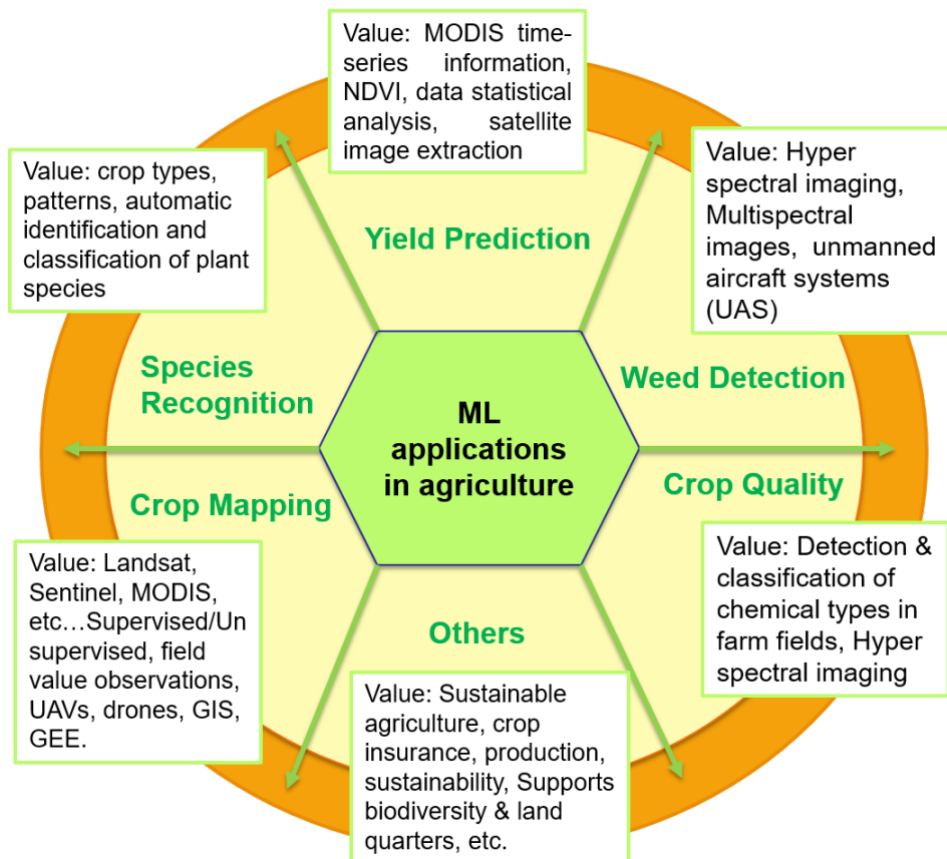 Value: MODIS time-
series information,
NDVI, data statistical
analysis, satellite
image extraction
Yield Prediction
Value: Hyper
spectral imaging,
Multispectral
images, unmanned
aircraft systems
(UAS)
Weed Detection
Crop Quality
Value: Detection &
classification of
chemical types in
farm fields, Hyper
spectral imaging
Others
Value: Sustainable
agriculture, crop
insurance, production,
sustainability, Supports
biodiversity & land
quarters, etc.
Crop Mapping
Value: Landsat,
Sentinel, MODIS,
etc...Supervised/Un
supervised, field
value observations,
UAVs, drones, GIS,
GEE.
Value: crop types,
patterns, automatic
identification and
classification of plant
species
Species
Recognition
ML
applications
in agriculture